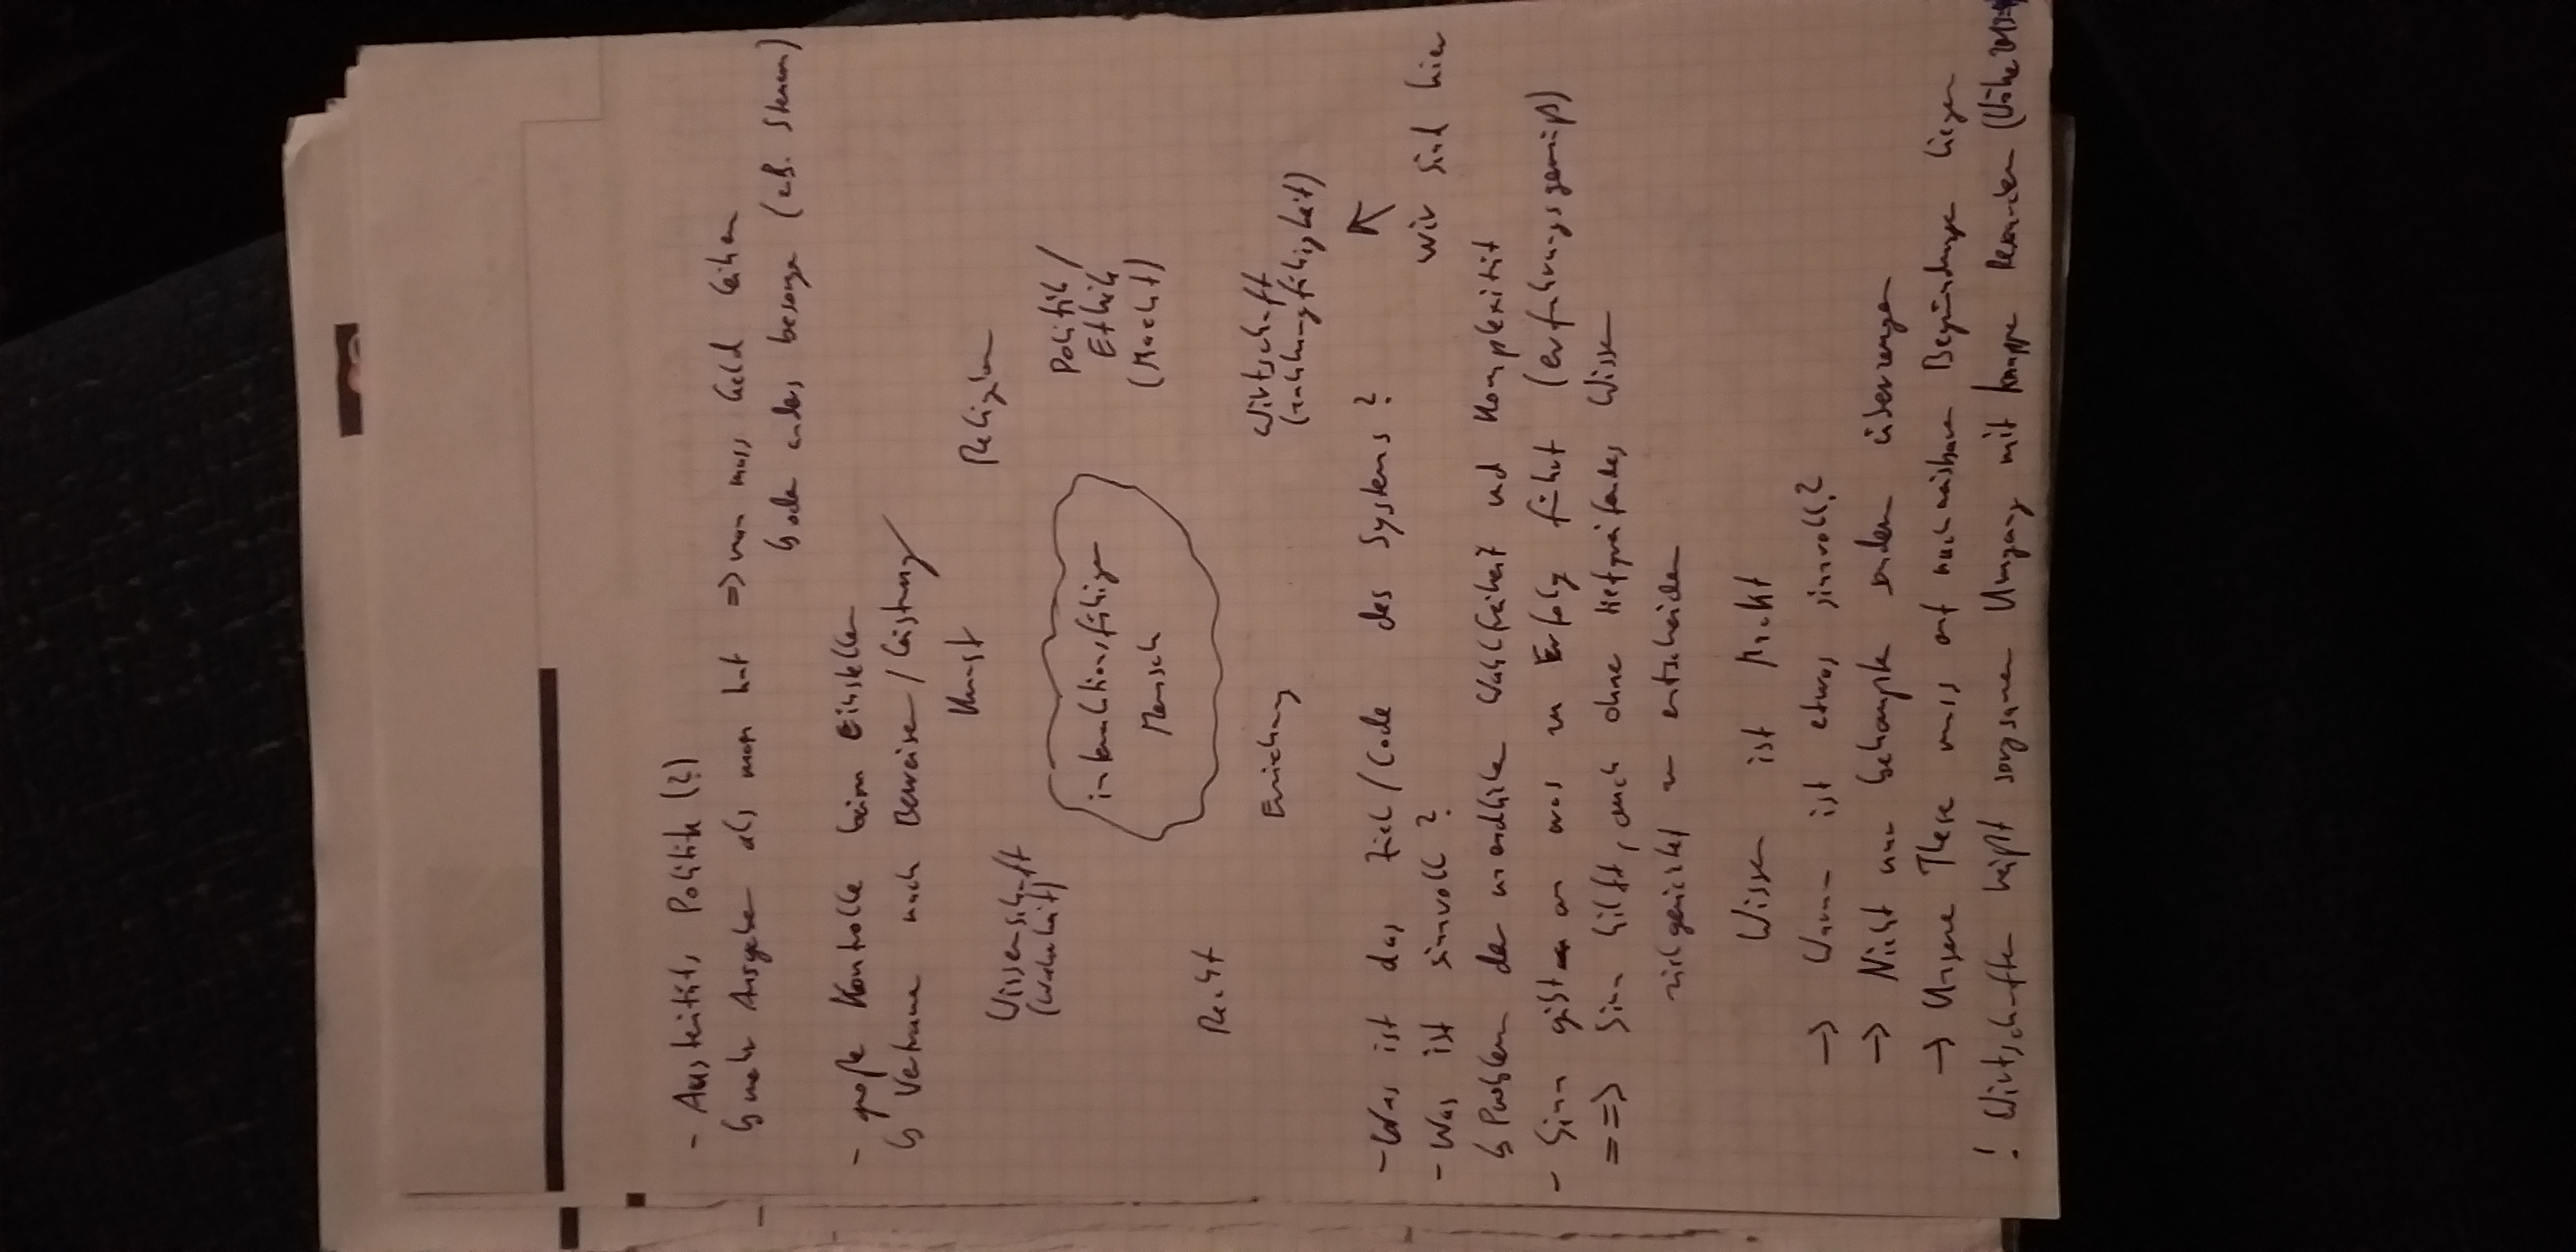 - Austeritäts Politik (?)
↳ mehr Ausgeben als man hat => man muss Geld leihen
↳ oder anders besorgen (z.B. Steuern)
- große Kontrolle beim Einstellen
↳ Vertrauen nach Beweisen / Leistung
Kunst
Religion
Wissenschaft
(Wahrheit)
Politik /
Ethik
(Macht)
interaktionsfähiger
Mensch
Recht
Erziehung
Wirtschaft
(zahlungsfähigkeit)
- Was ist das Ziel / Code des Systems?
wir sind hier
- Was ist sinnvoll?
↳ Problem der unendlichen Wahlfreiheit und Komplexität
- Sinn gibt an was zu Erfolg führt (erfahrungsgemäß)
==> Sinn hilft, auch ohne tiefgreifendes Wissen
zielgerichtet zu entscheiden
Wissen ist Macht
-> Warum ist etwas sinnvoll?
-> Nicht nur behaupten sondern überzeugen
-> Unsere These muss auf nachweisbaren Begründungen liegen
! Wirtschaften heißt sorgsamen Umgang mit knappen Resourcen